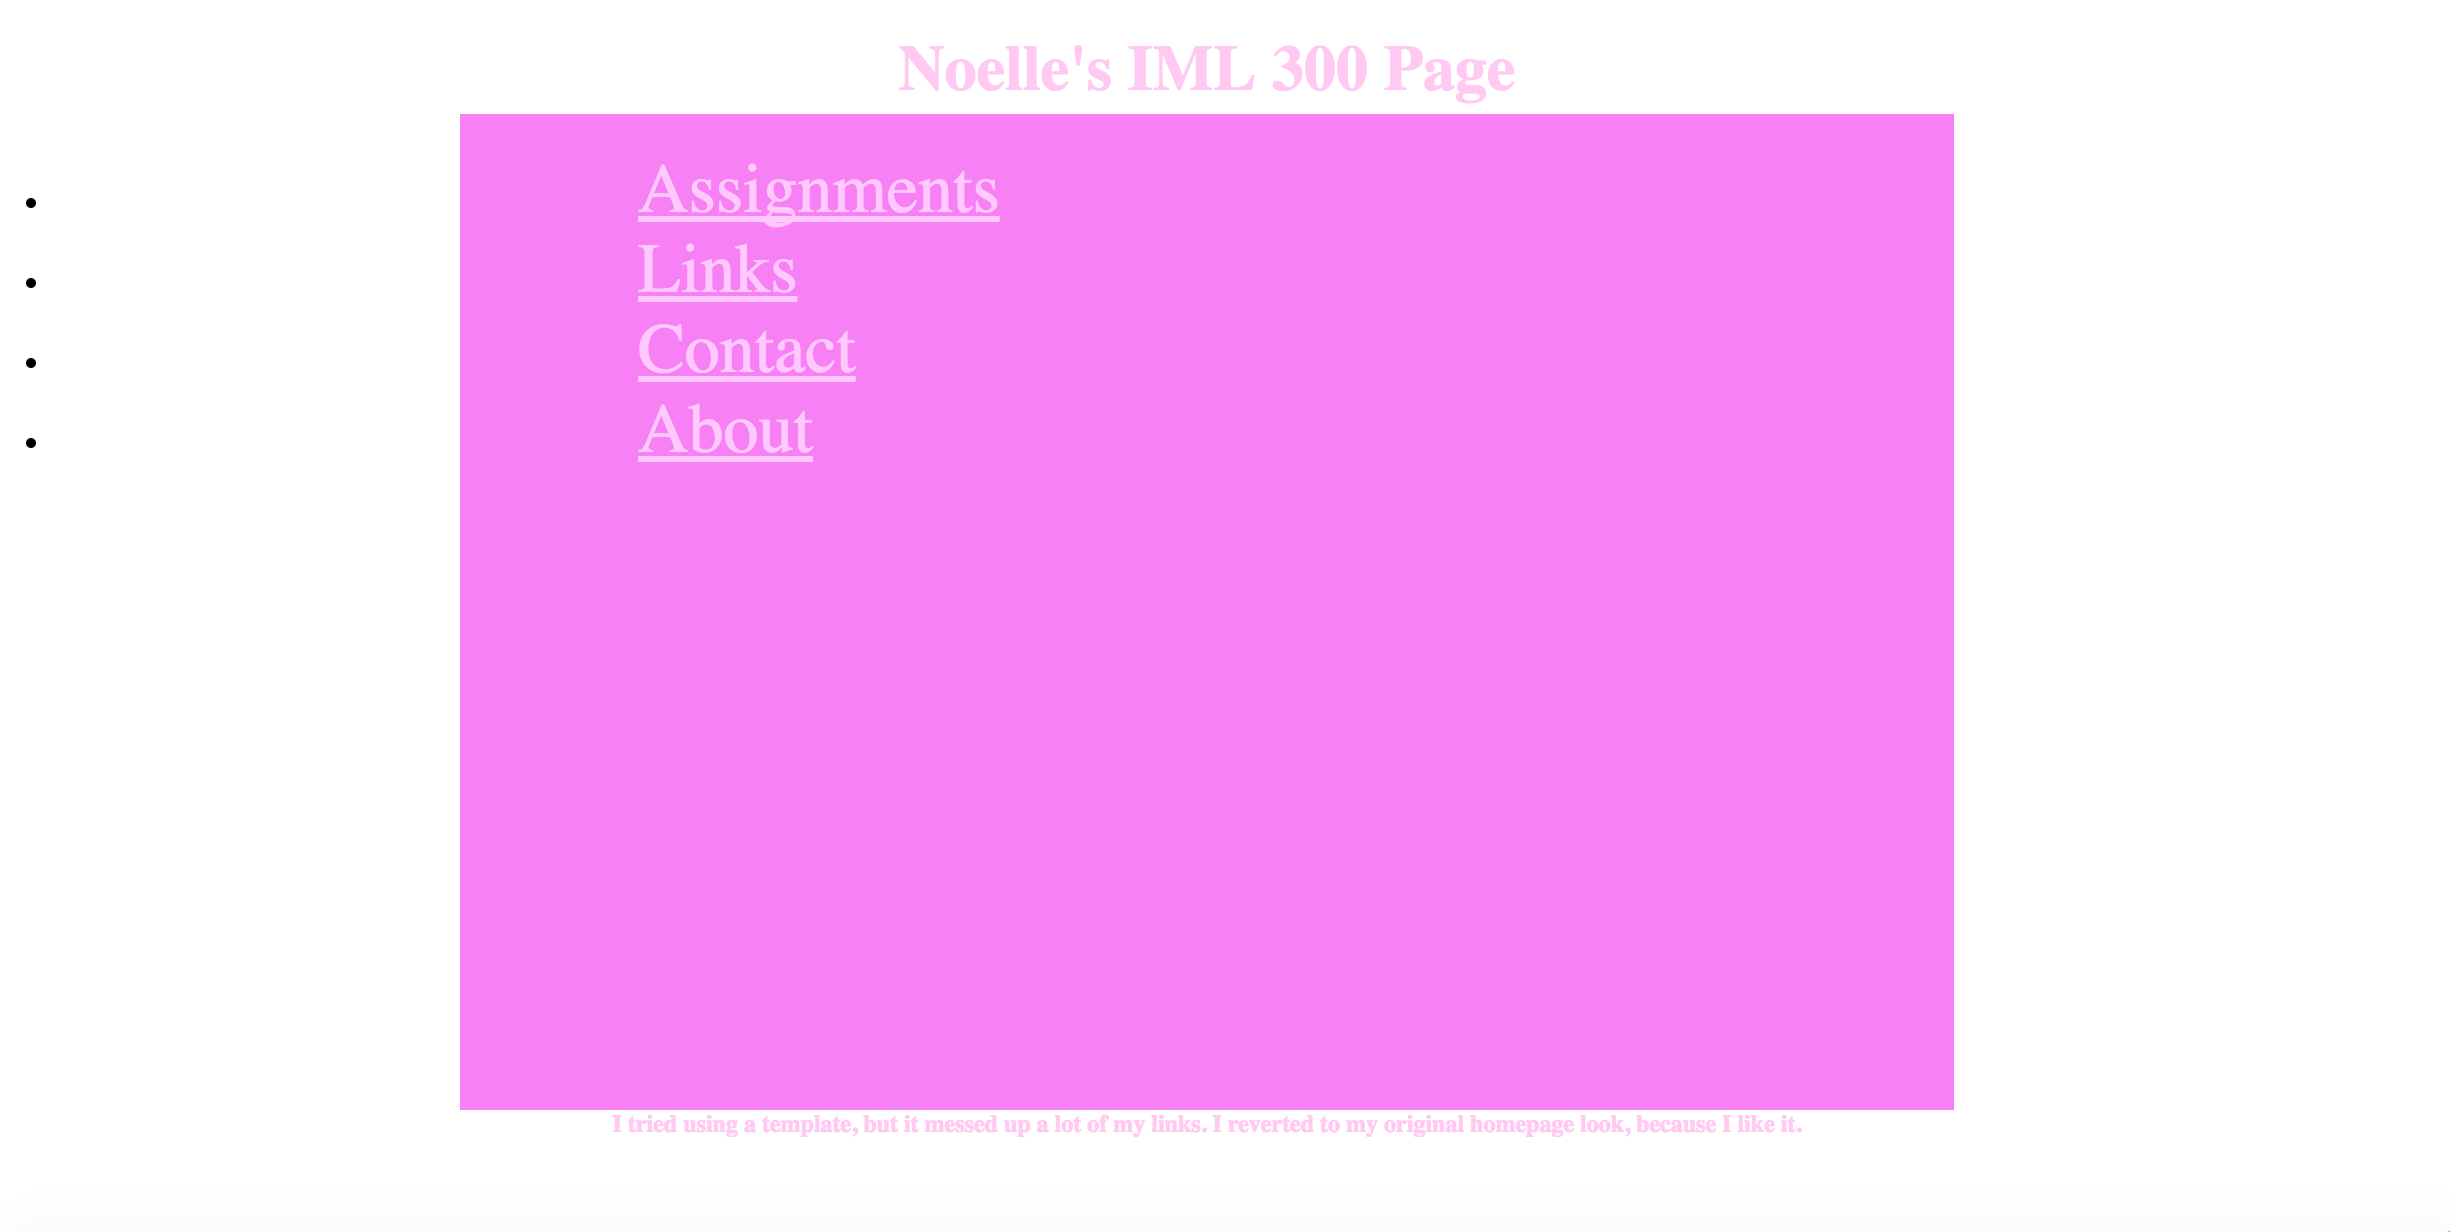 Noelle's IML 300 Page
Assignments
Links
Contact
About
I tried using a template, but it messed up a lot of my links. I reverted to my original homepage look, because I like it.